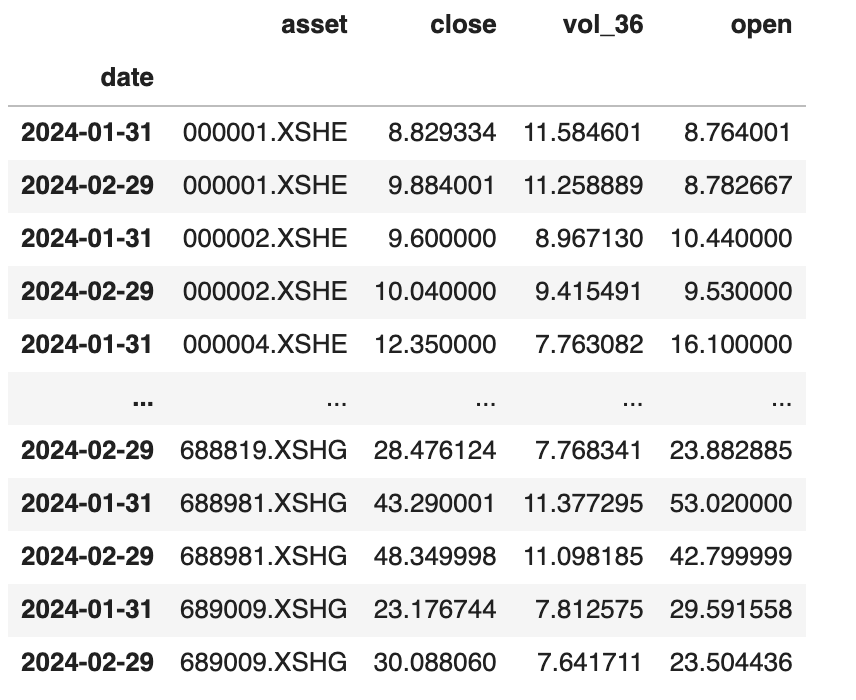 asset close vol_36 open
date
2024-01-31 000001.XSHE 8.829334 11.584601 8.764001
2024-02-29 000001.XSHE 9.884001 11.258889 8.782667
2024-01-31 000002.XSHE 9.600000 8.967130 10.440000
2024-02-29 000002.XSHE 10.040000 9.415491 9.530000
2024-01-31 000004.XSHE 12.350000 7.763082 16.100000
... ... ... ... ...
2024-02-29 688819.XSHG 28.476124 7.768341 23.882885
2024-01-31 688981.XSHG 43.290001 11.377295 53.020000
2024-02-29 688981.XSHG 48.349998 11.098185 42.799999
2024-01-31 689009.XSHG 23.176744 7.812575 29.591558
2024-02-29 689009.XSHG 30.088060 7.641711 23.504436